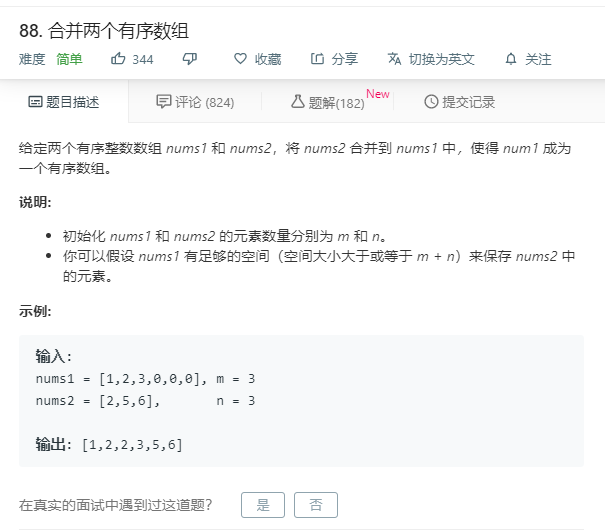 88. 合并两个有序数组
难度 简单 344 收藏 分享 切换为英文 关注
题目描述 评论 (824) 题解(182) New 提交记录
给定两个有序整数数组 nums1 和 nums2，将 nums2 合并到 nums1 中，使得 num1 成为
一个有序数组。
说明:
• 初始化 nums1 和 nums2 的元素数量分别为 m 和 n。
• 你可以假设 nums1 有足够的空间（空间大小大于或等于 m + n）来保存 nums2 中
的元素。
示例:
输入:
nums1 = [1,2,3,0,0,0], m = 3
nums2 = [2,5,6],       n = 3
输出: [1,2,2,3,5,6]
在真实的面试中遇到过这道题？ 是 否